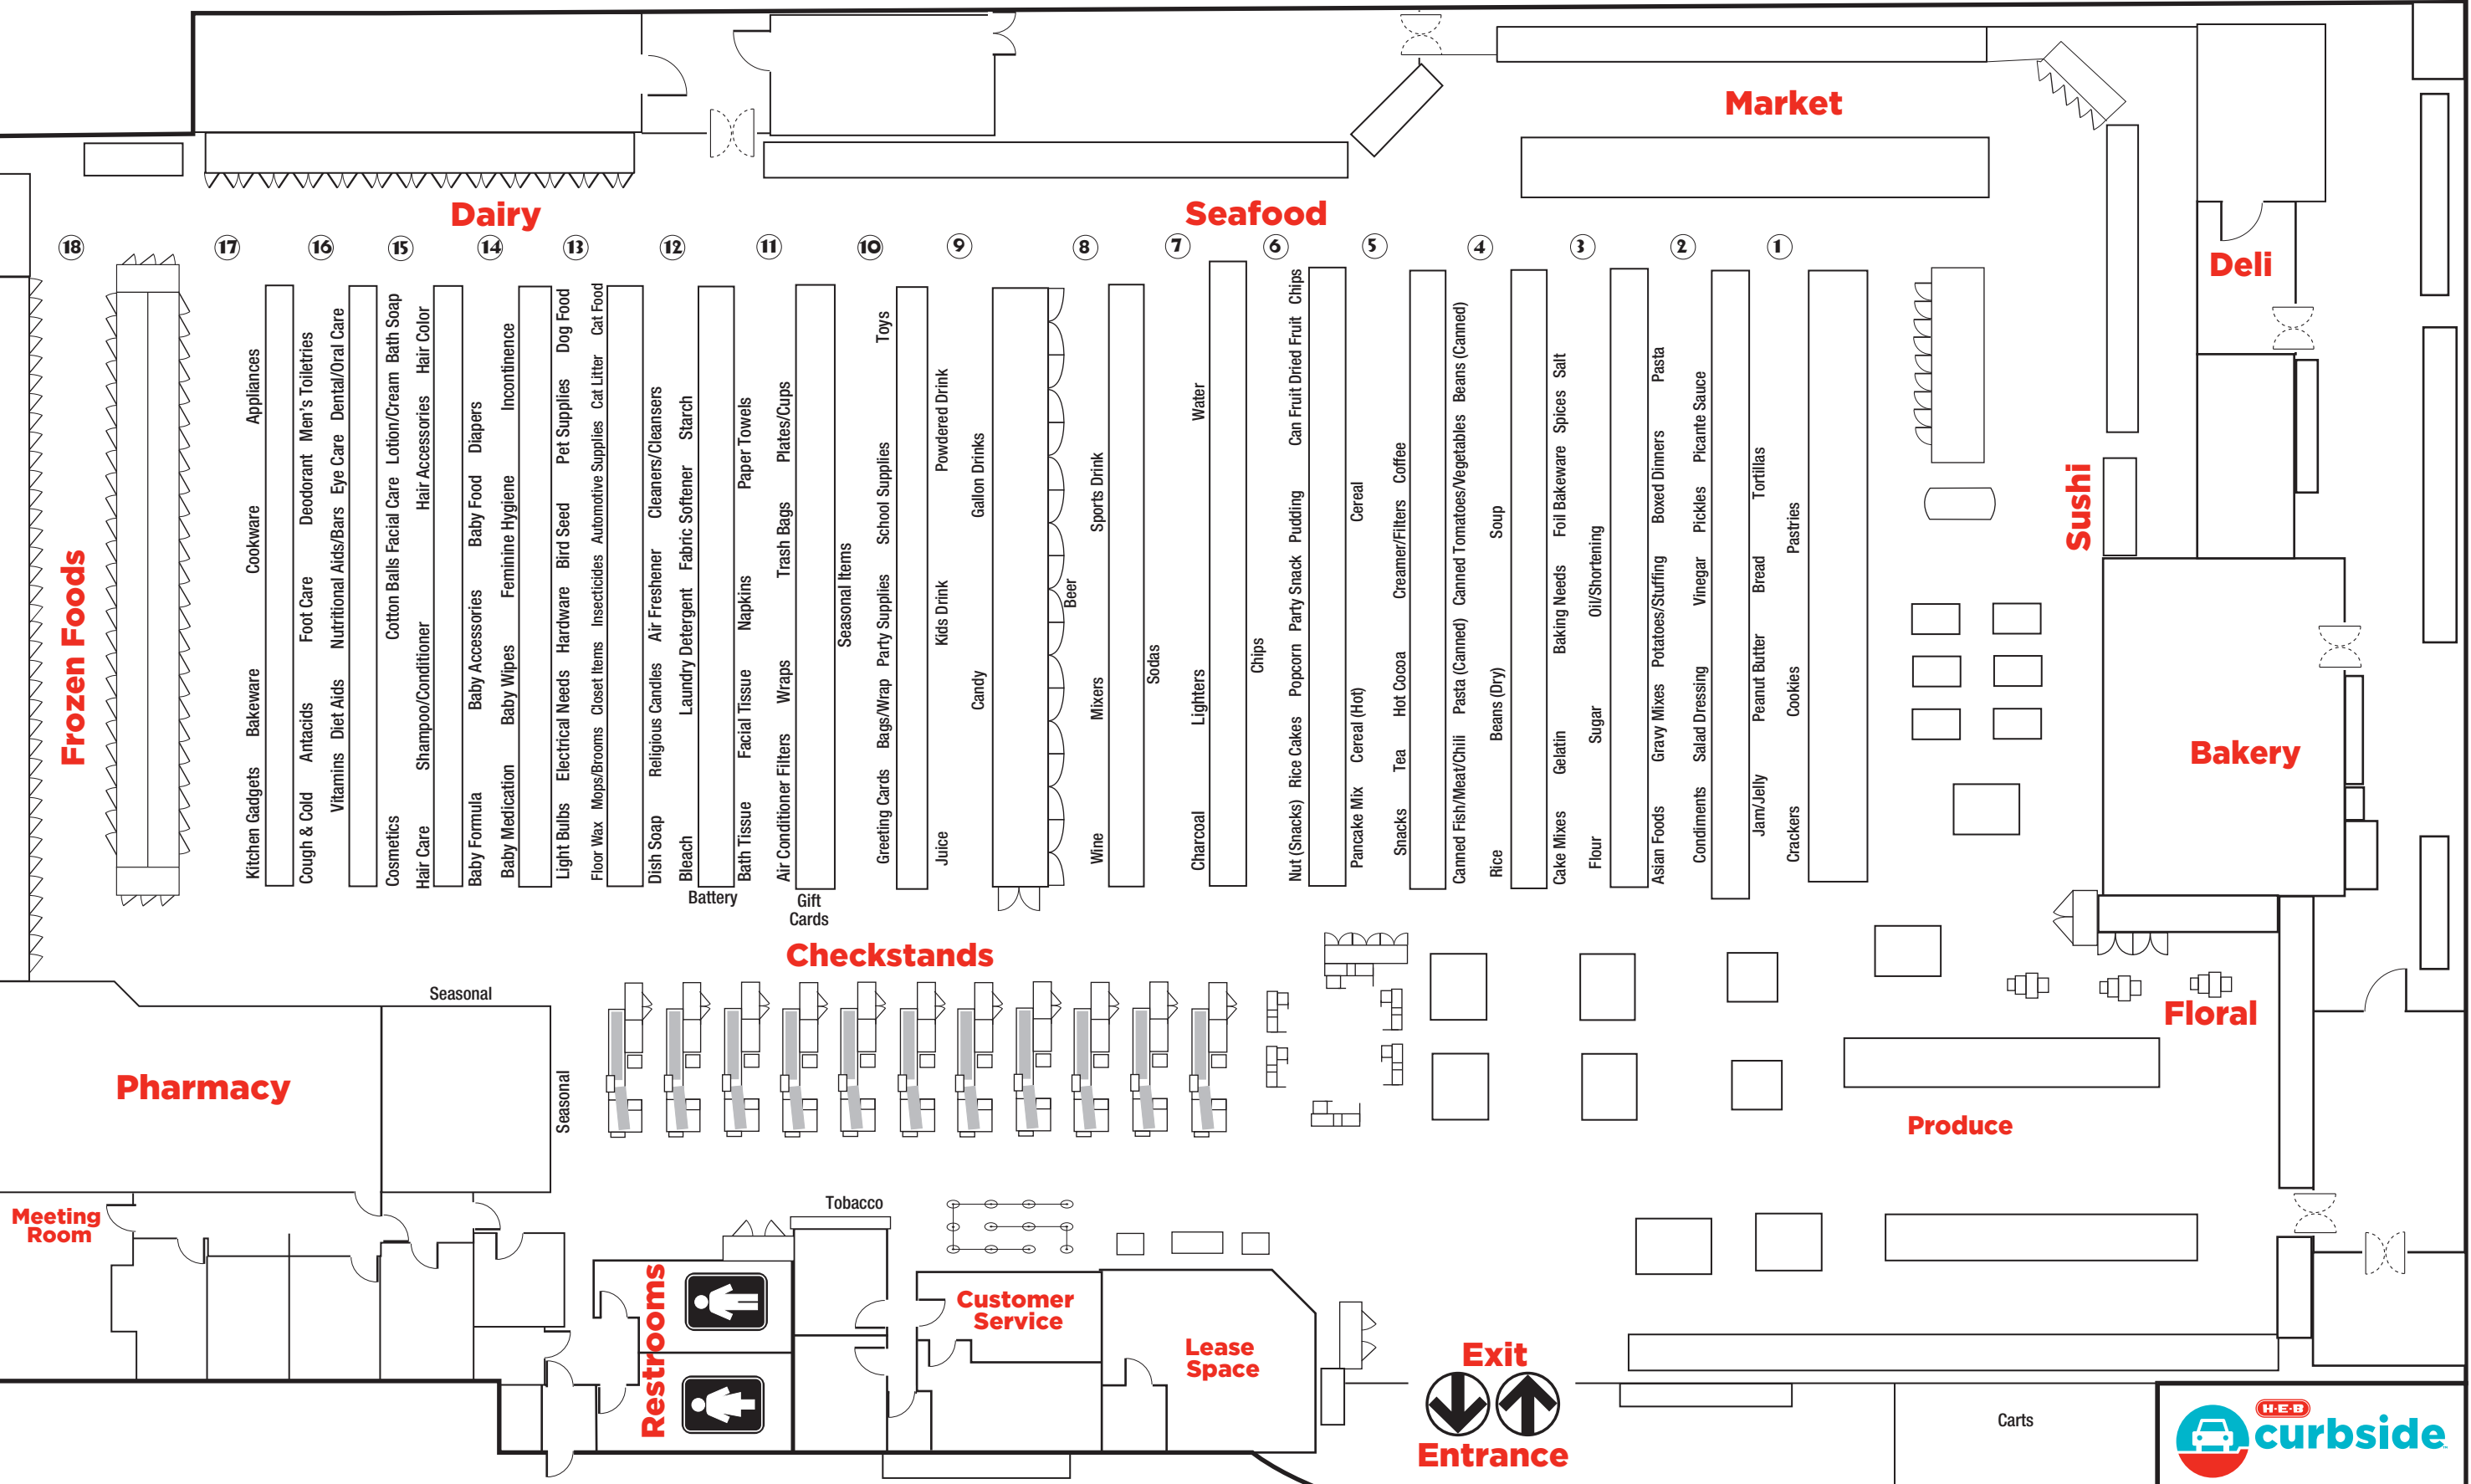 Market
Dairy
Seafood
Deli
18
17
16
15
14
13
12
11
10
9
8
7
6
5
4
3
2
1
Frozen Foods
Kitchen Gadgets Bakeware Cookware Appliances
Cough & Cold Antacids Foot Care Deodorant Men's Toiletries
Vitamins Diet Aids Nutritional Aids/Bars Eye Care Dental/Oral Care
Cosmetics Cotton Balls Facial Care Lotion/Cream Bath Soap
Hair Care Shampoo/Conditioner Hair Accessories Hair Color
Baby Formula Baby Accessories Baby Food Diapers
Baby Medication Baby Wipes Feminine Hygiene Incontinence
Light Bulbs Electrical Needs Hardware Bird Seed Pet Supplies Dog Food
Floor Wax Mops/Brooms Closet Items Insecticides Automotive Supplies Cat Litter Cat Food
Dish Soap Religious Candles Air Freshener Cleaners/Cleansers
Bleach Laundry Detergent Fabric Softener Starch
Battery
Bath Tissue Facial Tissue Napkins Paper Towels
Air Conditioner Filters Wraps Trash Bags Plates/Cups
Gift
Cards
Seasonal Items
Greeting Cards Bags/Wrap Party Supplies School Supplies Toys
Juice Kids Drink Powdered Drink
Candy Gallon Drinks
Beer
Wine Mixers Sports Drink
Sodas
Charcoal Lighters Water
Chips
Nut (Snacks) Rice Cakes Popcorn Party Snack Pudding Can Fruit Dried Fruit Chips
Pancake Mix Cereal (Hot) Cereal
Snacks Tea Hot Cocoa Creamer/Filters Coffee
Canned Fish/Meat/Chili Pasta (Canned) Canned Tomatoes/Vegetables Beans (Canned)
Rice Beans (Dry) Soup
Cake Mixes Gelatin Baking Needs Foil Bakeware Spices Salt
Flour Sugar Oil/Shortening
Asian Foods Gravy Mixes Potatoes/Stuffing Boxed Dinners Pasta
Condiments Salad Dressing Vinegar Pickles Picante Sauce
Jam/Jelly Peanut Butter Bread Tortillas
Crackers Cookies Pastries
Sushi
Bakery
Checkstands
Seasonal
Floral
Pharmacy
Seasonal
Produce
Meeting
Room
Tobacco
Restrooms
Customer
Service
Lease
Space
Exit
Entrance
Carts
H-E-B
curbside